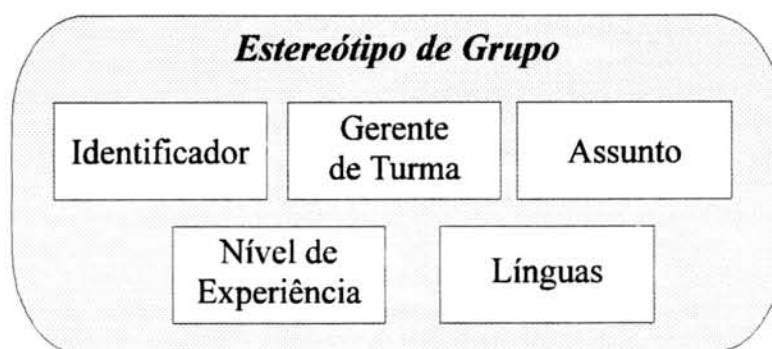 Estereótipo de Grupo
Identificador
Gerente
de Turma
Assunto
Nível de
Experiência
Línguas